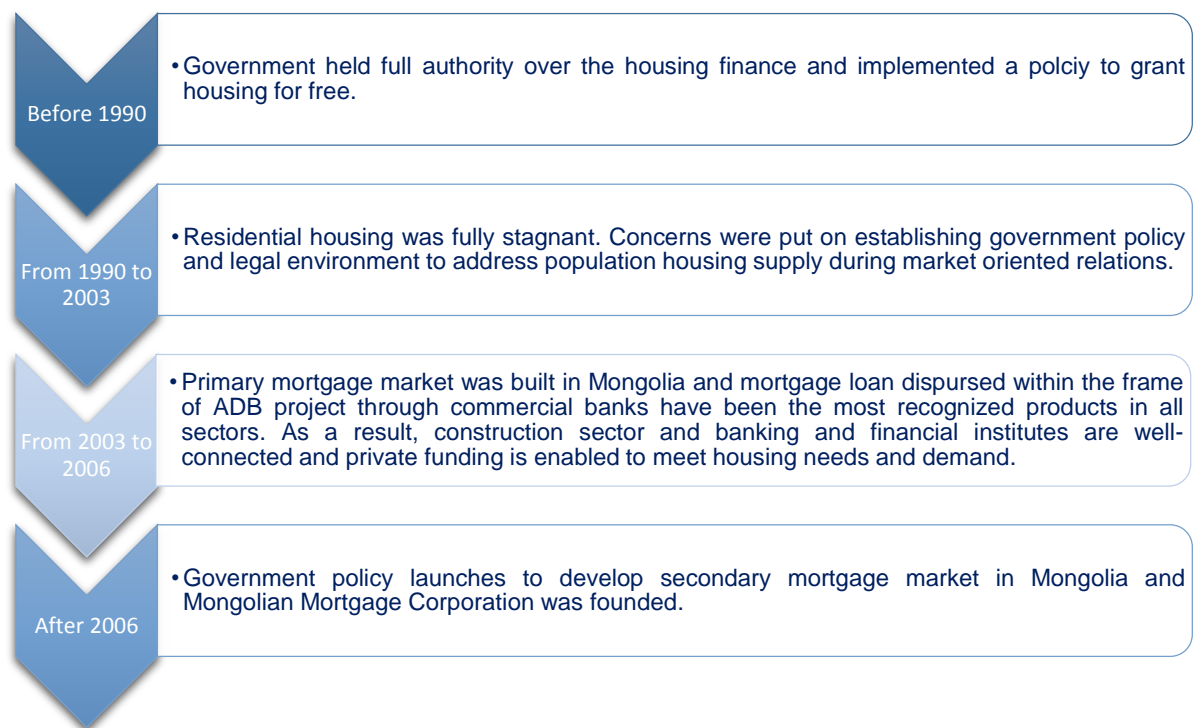 Before 1990
•Government held full authority over the housing finance and implemented a polciy to grant
housing for free.
From 1990 to
2003
•Residential housing was fully stagnant. Concerns were put on establishing government policy
and legal environment to address population housing supply during market oriented relations.
From 2003 to
2006
•Primary mortgage market was built in Mongolia and mortgage loan dispursed within the frame
of ADB project through commercial banks have been the most recognized products in all
sectors. As a result, construction sector and banking and financial institutes are well-
connected and private funding is enabled to meet housing needs and demand.
After 2006
•Government policy launches to develop secondary mortgage market in Mongolia and
Mongolian Mortgage Corporation was founded.